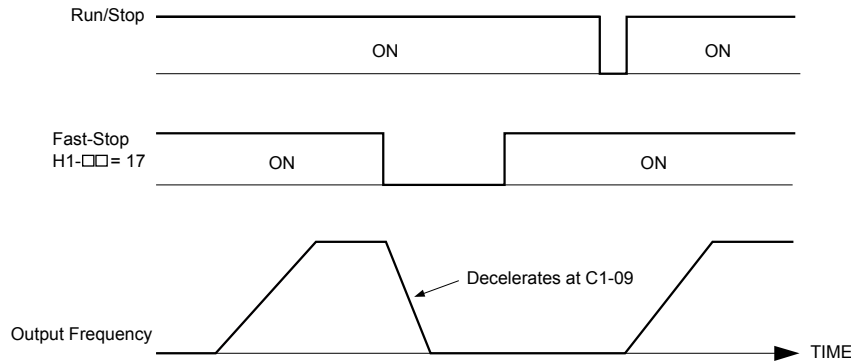 Run/Stop
ON
ON
Fast-Stop
H1-□□= 17
ON
ON
Decelerates at C1-09
Output Frequency
TIME